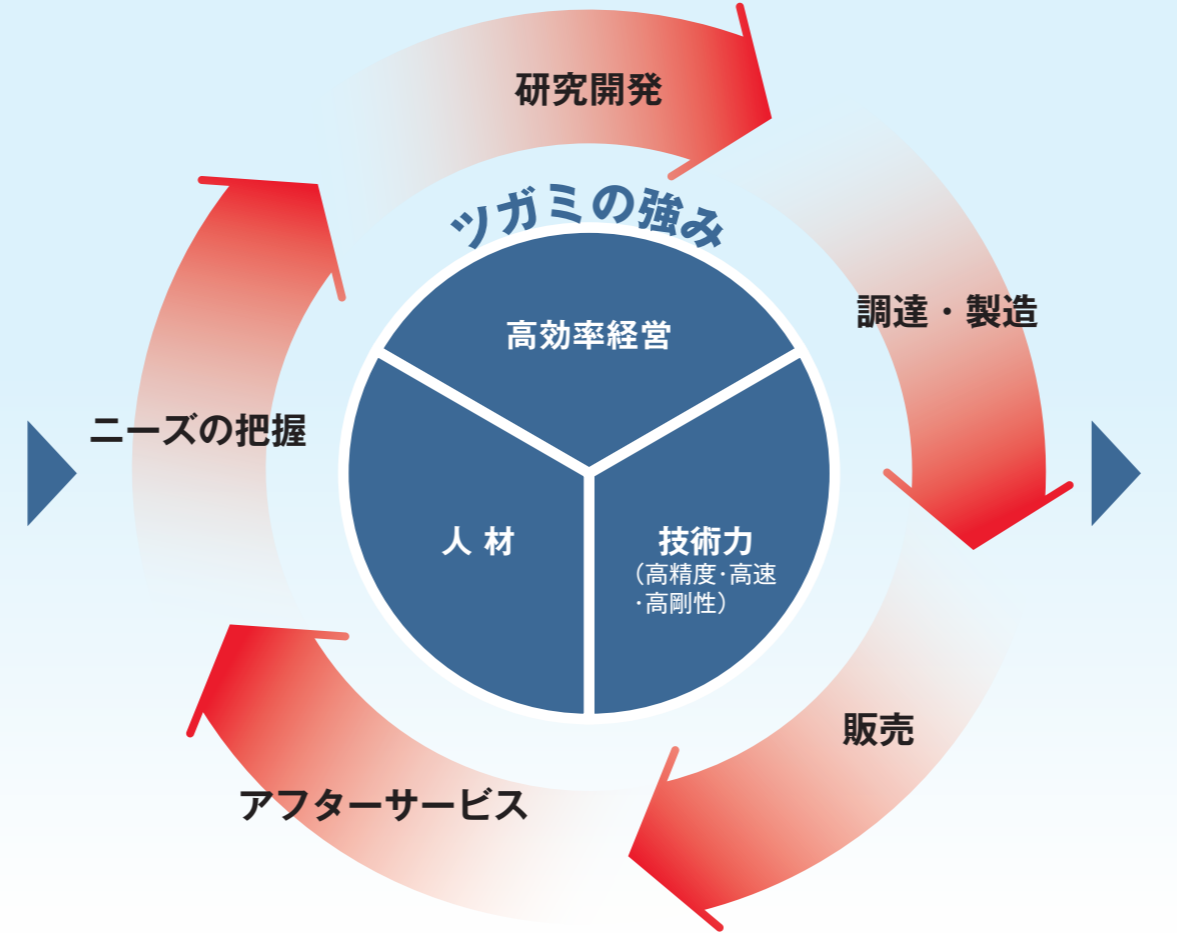 研究開発
ツガミの強み
調達・製造
高効率経営
ニーズの把握
人 材
技術力
（高精度・高速
・高剛性）
販売
アフターサービス